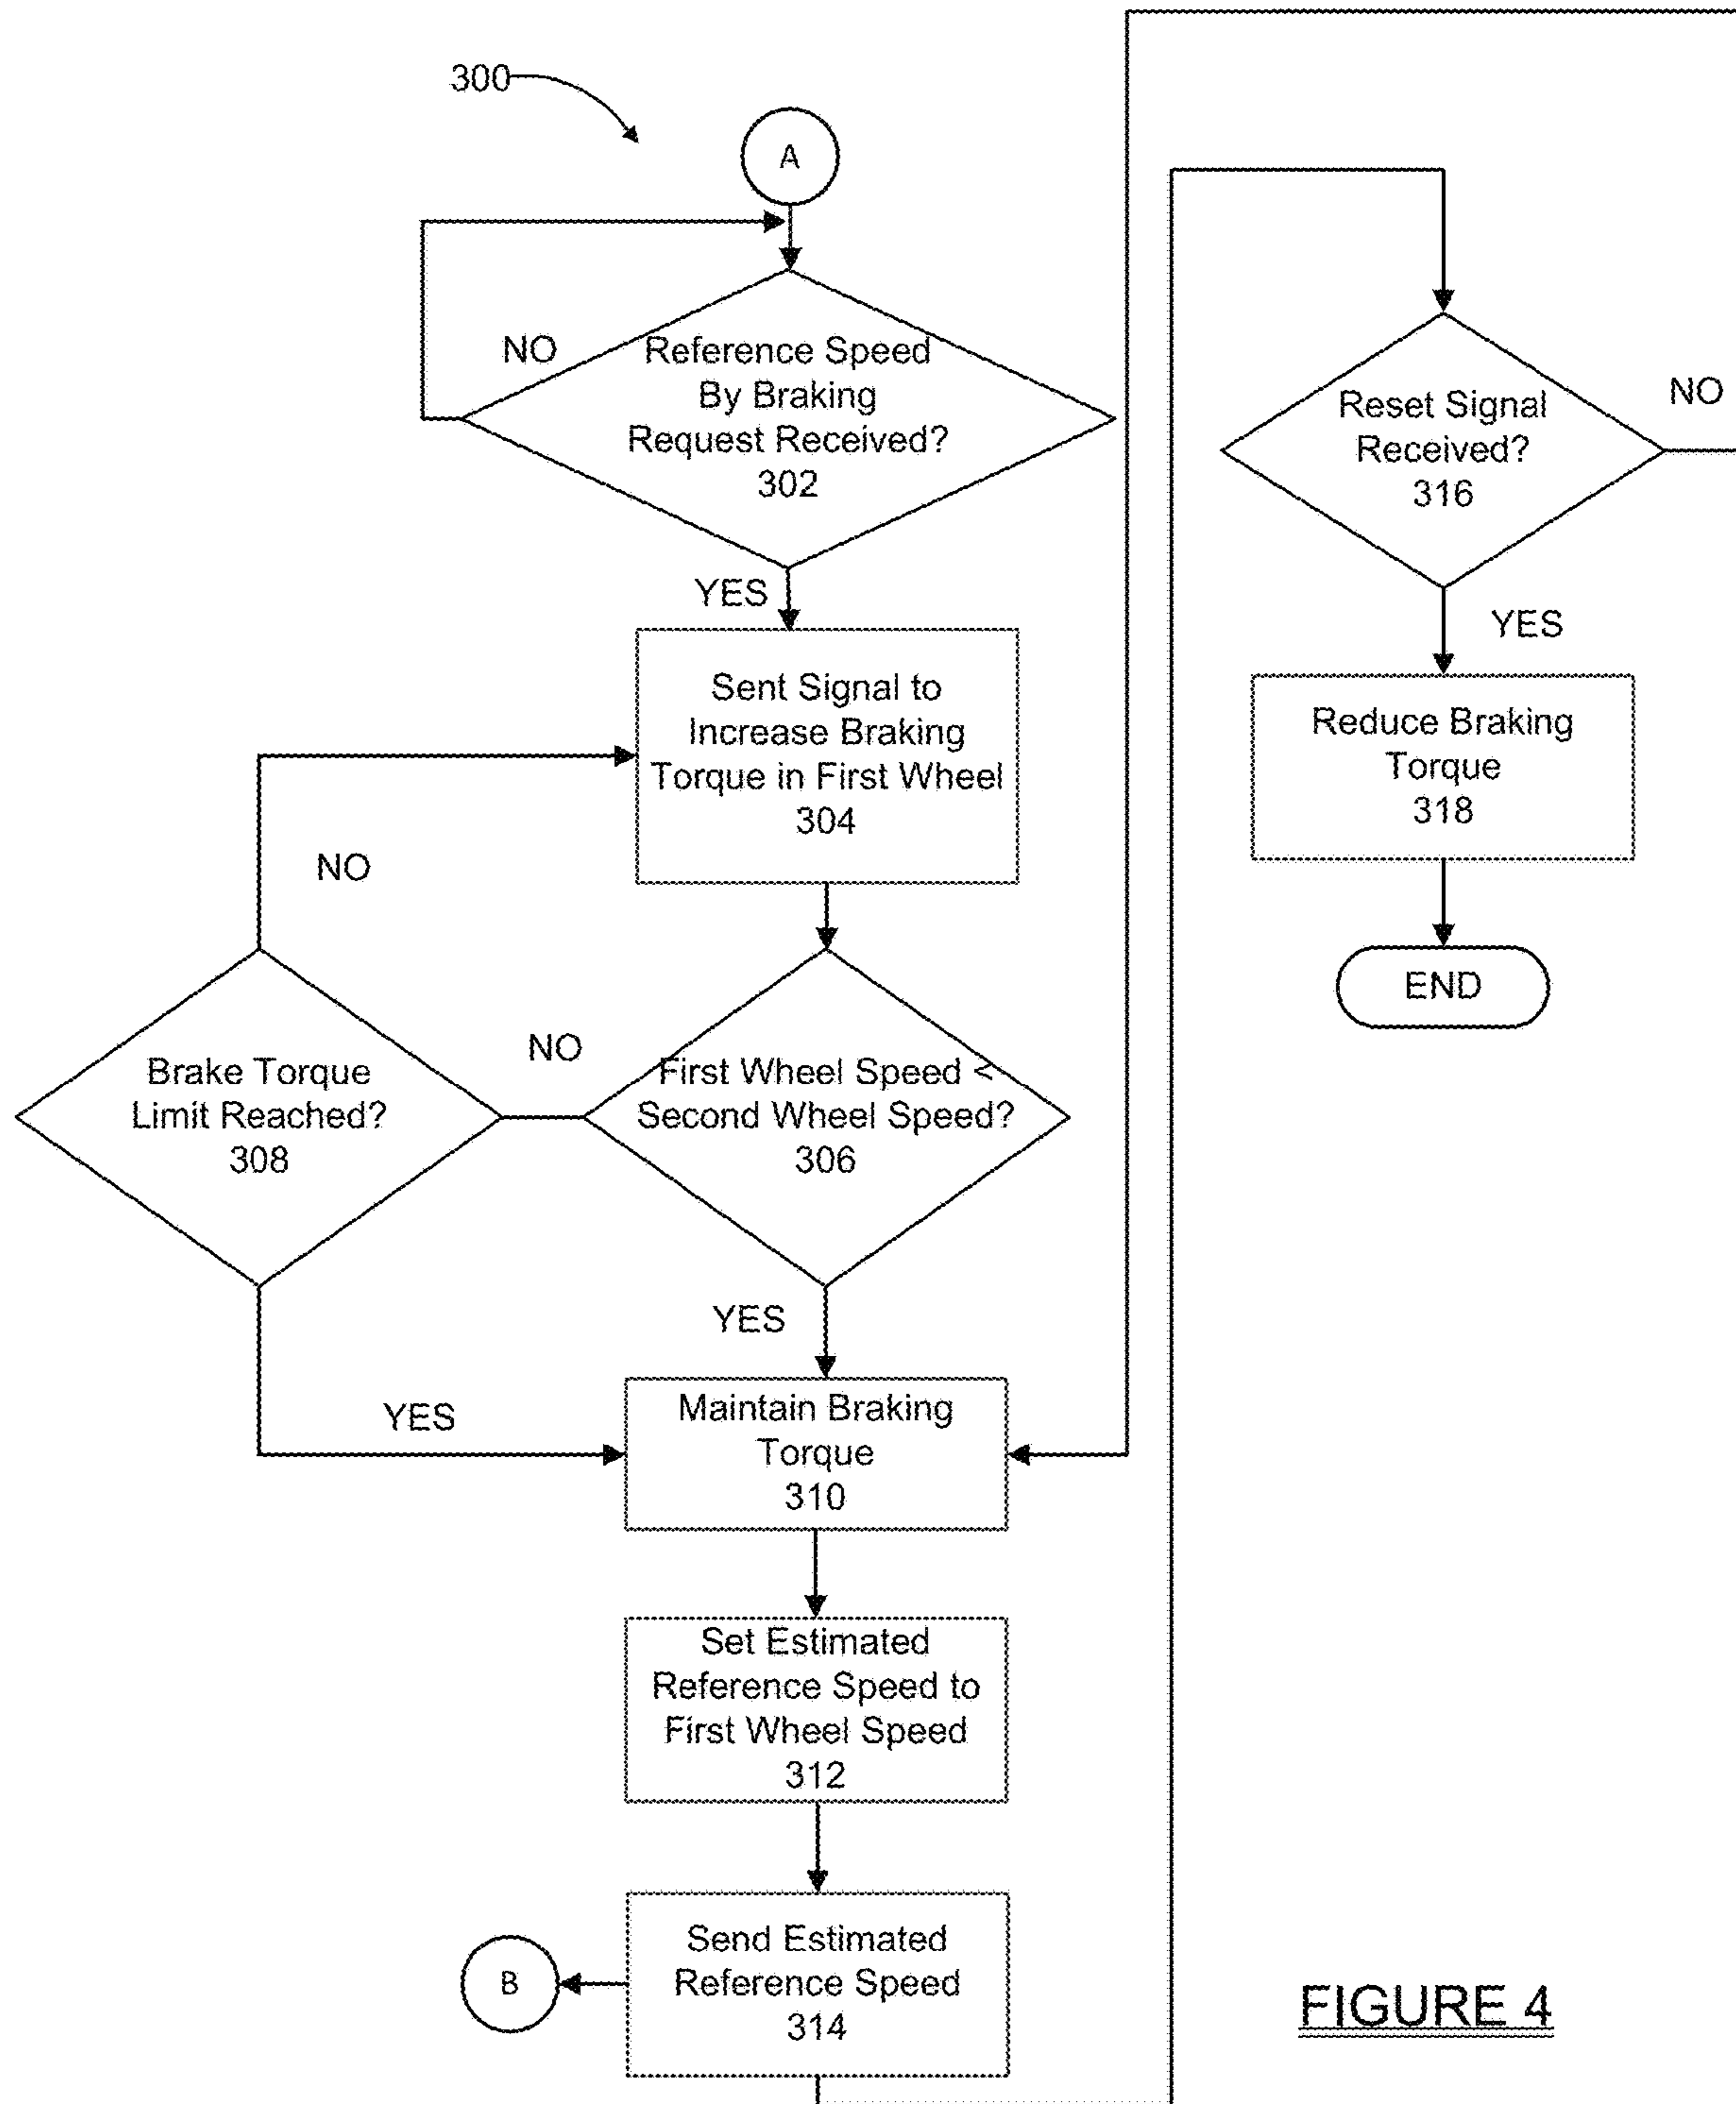 300
A
NO
Reference Speed
By Braking
Request Received?
302
YES
Sent Signal to
Increase Braking
Torque in First Wheel
304
NO
Brake Torque
Limit Reached?
308
NO
First Wheel Speed <
Second Wheel Speed?
306
YES
YES
Maintain Braking
Torque
310
Set Estimated
Reference Speed to
First Wheel Speed
312
Send Estimated
Reference Speed
314
B
Reset Signal
Received?
316
NO
YES
Reduce Braking
Torque
318
END
FIGURE 4